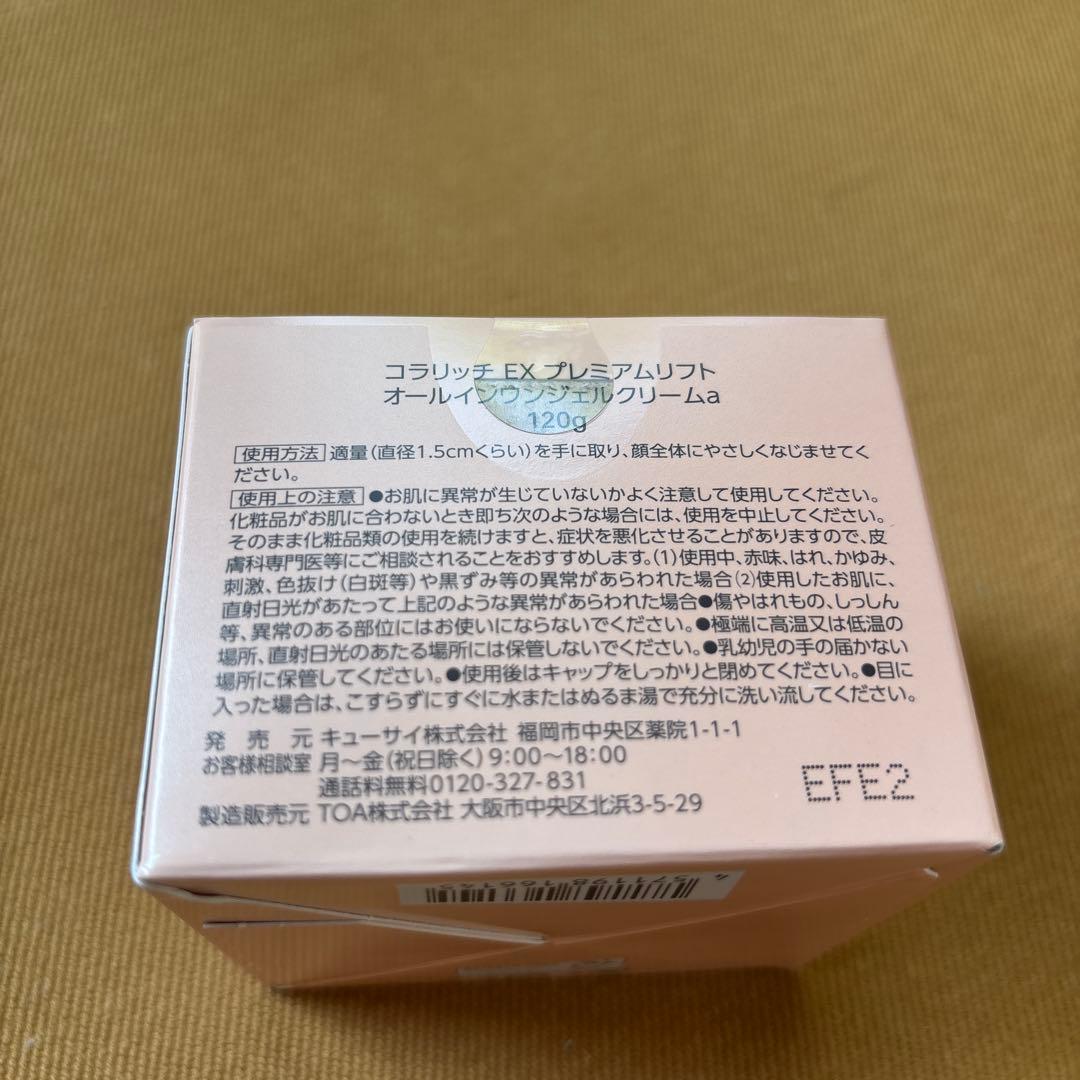 コラリッチ EX プレミアムリフト
オールインワンジェルクリームa
120g
使用方法 適量(直径1.5cmくらい)を手に取り、顔全体にやさしくなじませてく
ださい。
使用上の注意 ●お肌に異常が生じていないかよく注意して使用してください。
化粧品がお肌に合わないとき即ち次のような場合には、使用を中止してください。
そのまま化粧品類の使用を続けますと、症状を悪化させることがありますので、皮
膚科専門医等にご相談されることをおすすめします。(1)使用中、赤味、はれ、かゆみ、
刺激、色抜け(白斑等)や黒ずみ等の異常があらわれた場合(2)使用したお肌に、
直射日光があたって上記のような異常があらわれた場合●傷やはれもの、しっしん
等、異常のある部位にはお使いにならないでください。●極端に高温又は低温の
場所、直射日光のあたる場所には保管しないでください。●乳幼児の手の届かない
場所に保管してください。●使用後はキャップをしっかりと閉めてください。●目に
入った場合は、こすらずにすぐに水またはぬるま湯で充分に洗い流してください。
発売元 キューサイ株式会社 福岡市中央区薬院1-1-1
お客様相談室 月～金(祝日除く)9:00～18:00
通話料無料0120-327-831
製造販売元 TOA株式会社 大阪市中央区北浜3-5-29
EFE2